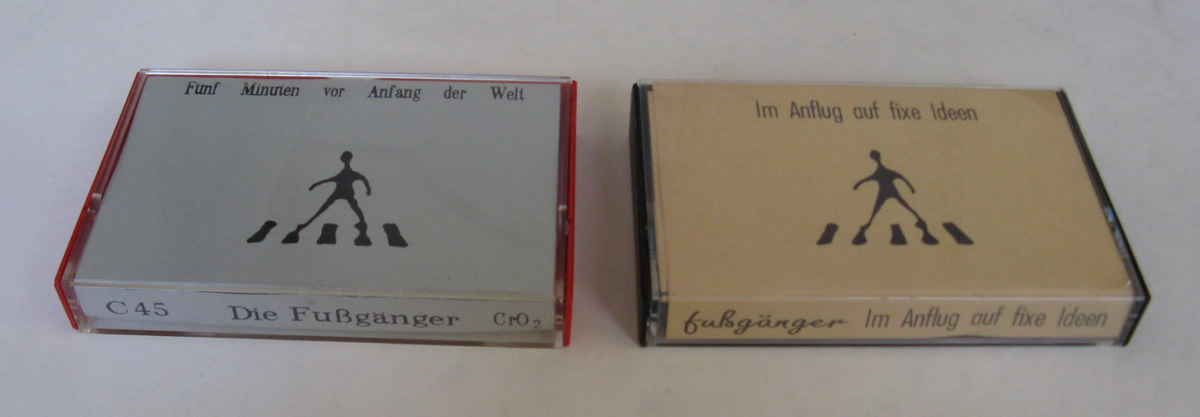 Funf Minuten vor Anfang der Welt
C 45 Die Fußgänger CrO₂
Im Anflug auf fixe Ideen
fußgänger Im Anflug auf fixe Ideen